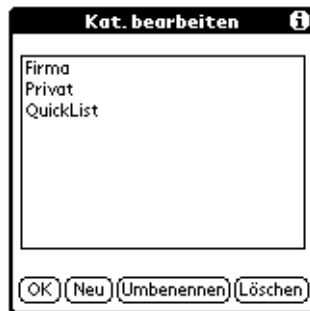 Kat. bearbeiten
Firma
Privat
QuickList
OK Neu Umbenennen Löschen